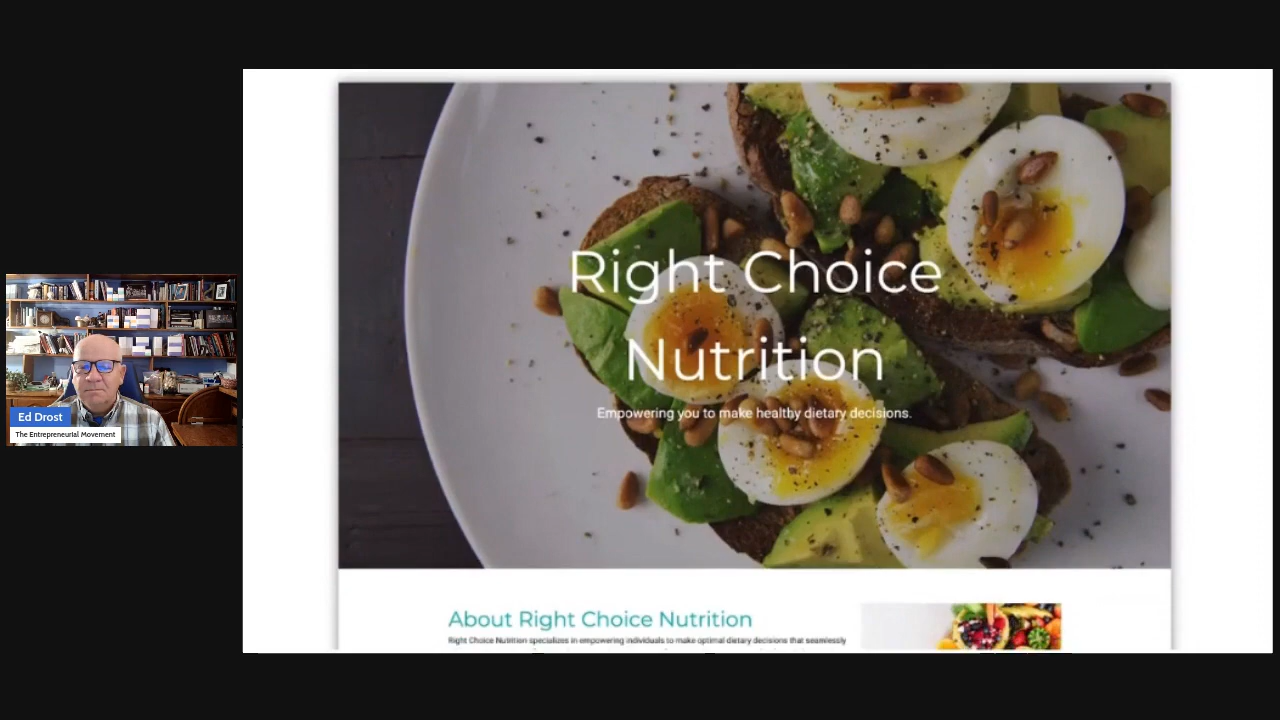 Ed Drost
The Entrepreneurial Movement
Right Choice
Nutrition
Empowering you to make healthy dietary decisions.
About Right Choice Nutrition
Right Choice Nutrition specializes in empowering individuals to make optimal dietary decisions that seamlessly